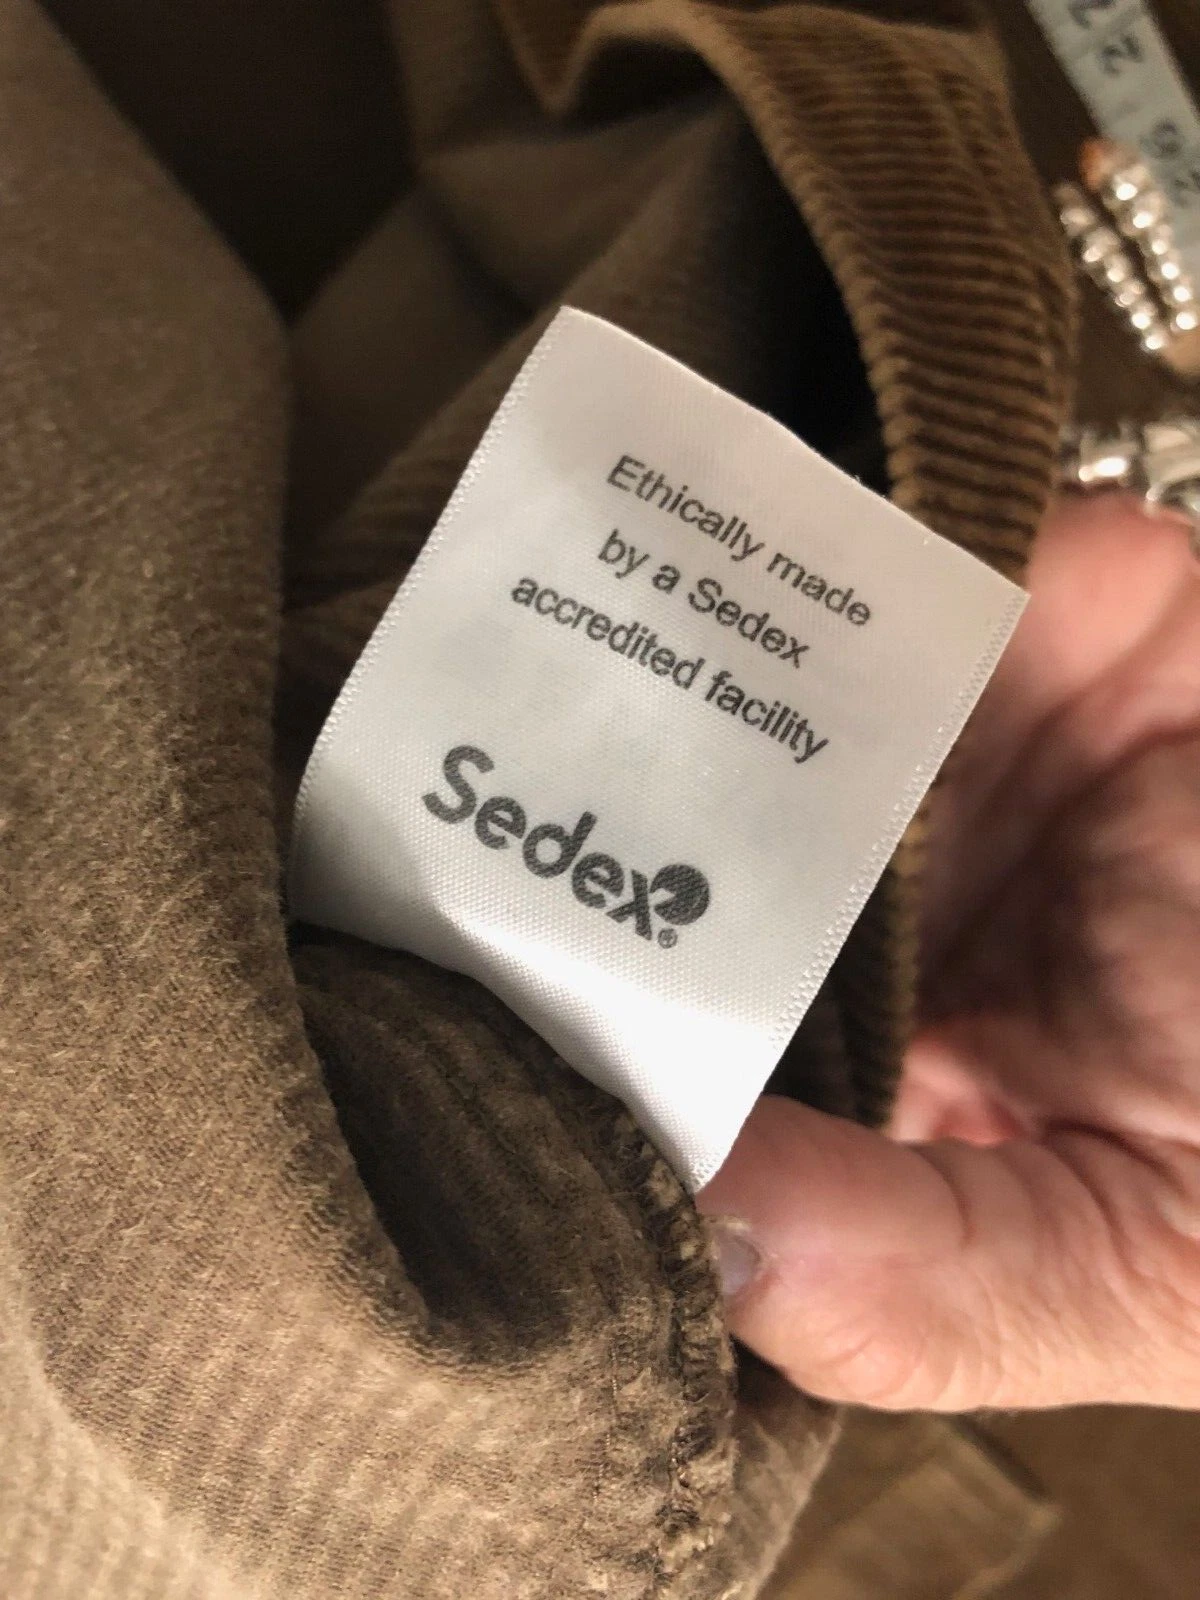 Ethically made
by a Sedex
accredited facility
Sedex®